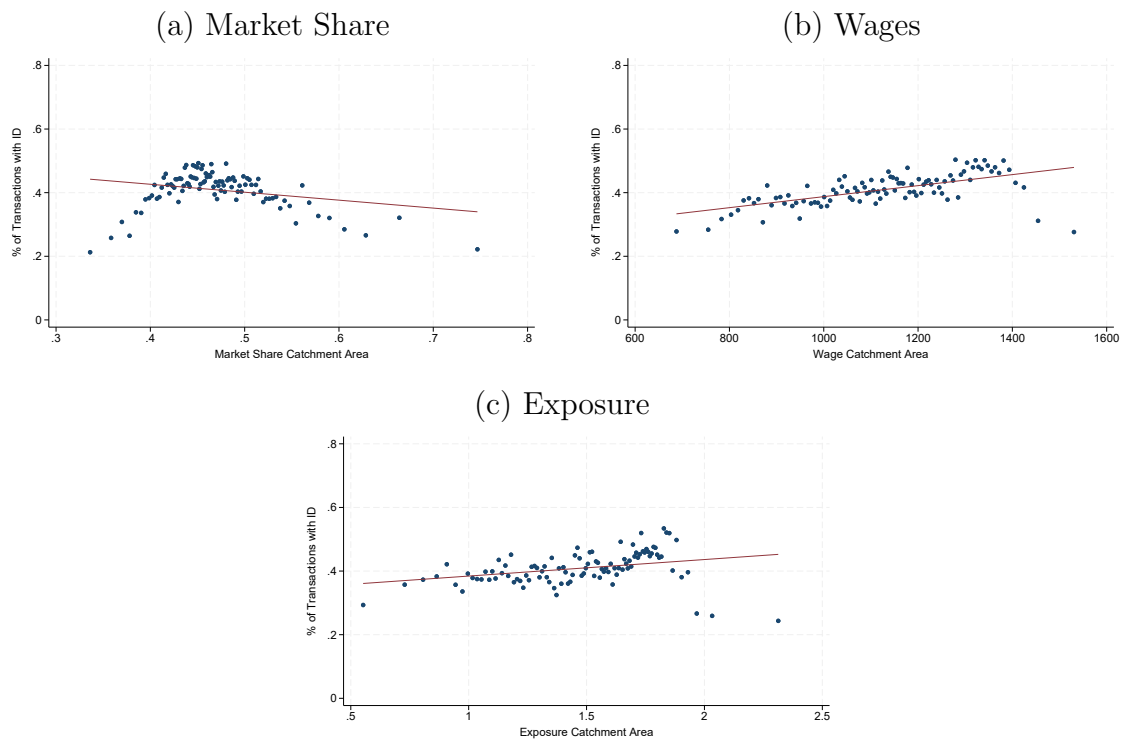 (a) Market Share
% of Transactions with ID
.8
.6
.4
.2
0
.3 .4 .5 .6 .7 .8
Market Share Catchment Area
(b) Wages
% of Transactions with ID
.8
.6
.4
.2
0
600 800 1000 1200 1400 1600
Wage Catchment Area
(c) Exposure
% of Transactions with ID
.8
.6
.4
.2
0
.5 1 1.5 2 2.5
Exposure Catchment Area